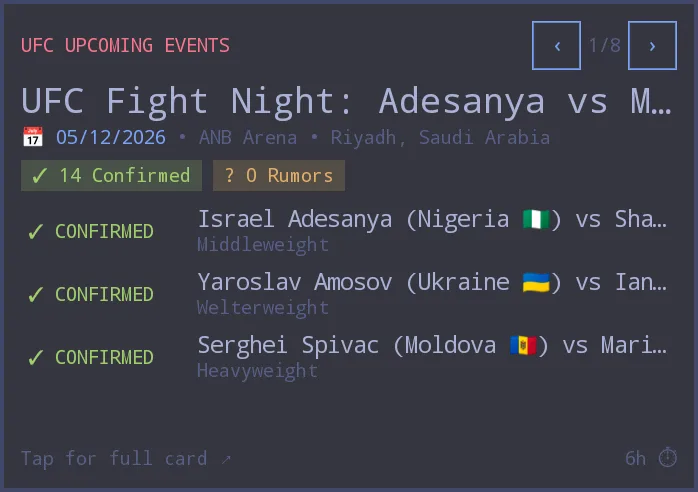 UFC UPCOMING EVENTS
‹ 1/8 ›
UFC Fight Night: Adesanya vs M…
📅 05/12/2026 • ANB Arena • Riyadh, Saudi Arabia
✓ 14 Confirmed ? 0 Rumors
✓ CONFIRMED Israel Adesanya (Nigeria 🇳🇬) vs Sha…
Middleweight
✓ CONFIRMED Yaroslav Amosov (Ukraine 🇺🇦) vs Ian…
Welterweight
✓ CONFIRMED Serghei Spivac (Moldova 🇲🇩) vs Mari…
Heavyweight
Tap for full card ↗ 6h ⏱